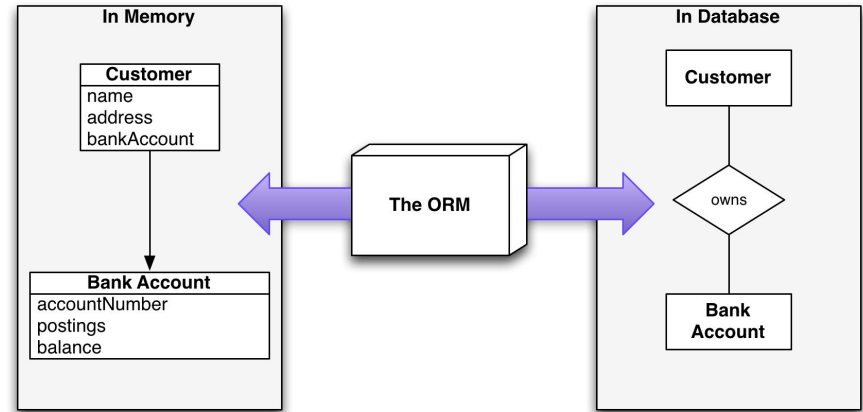 In Memory
Customer
name
address
bankAccount
Bank Account
accountNumber
postings
balance
The ORM
In Database
Customer
owns
Bank
Account